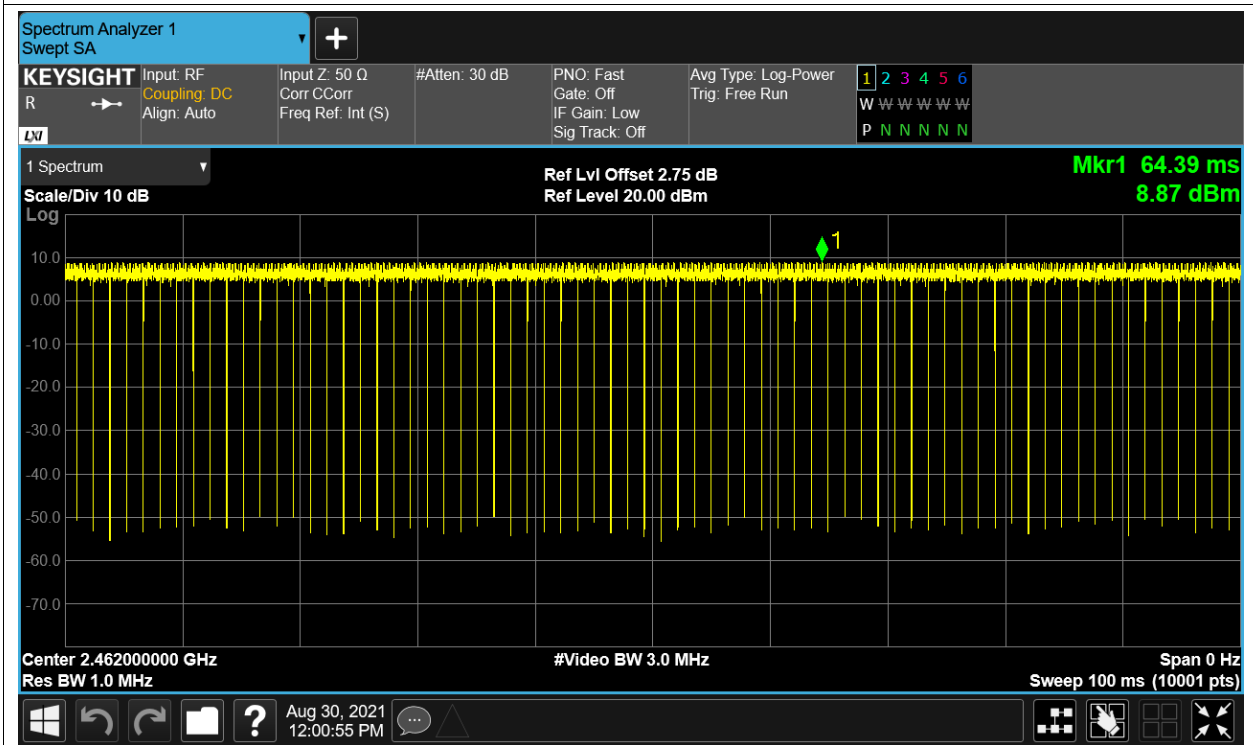 Spectrum Analyzer 1
Swept SA
+
KEYSIGHT
R
LXI
Input: RF
Coupling: DC
Align: Auto
Input Z: 50 Ω
Corr CCorr
Freq Ref: Int (S)
#Atten: 30 dB
PNO: Fast
Gate: Off
IF Gain: Low
Sig Track: Off
Avg Type: Log-Power
Trig: Free Run
1 2 3 4 5 6
W W W W W W
P N N N N N
1 Spectrum
Scale/Div 10 dB
Ref Lvl Offset 2.75 dB
Ref Level 20.00 dBm
Mkr1 64.39 ms
8.87 dBm
Log
1
10.0
0.00
-10.0
-20.0
-30.0
-40.0
-50.0
-60.0
-70.0
Center 2.462000000 GHz
Res BW 1.0 MHz
#Video BW 3.0 MHz
Span 0 Hz
Sweep 100 ms (10001 pts)
?
Aug 30, 2021
12:00:55 PM